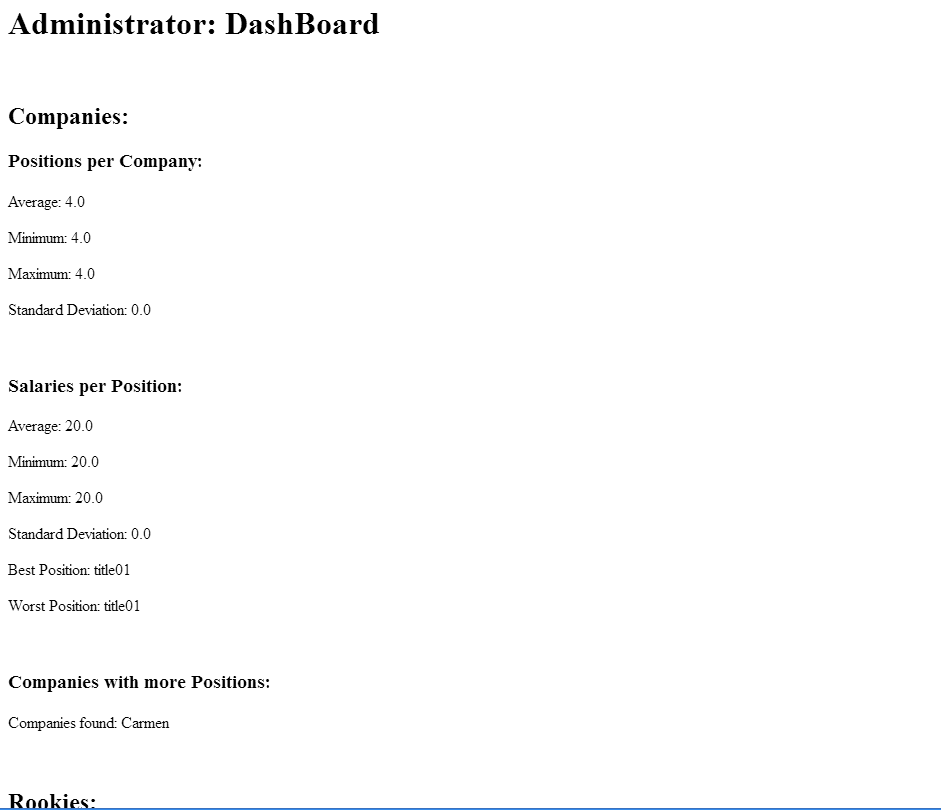 Administrator: DashBoard
Companies:
Positions per Company:
Average: 4.0
Minimum: 4.0
Maximum: 4.0
Standard Deviation: 0.0
Salaries per Position:
Average: 20.0
Minimum: 20.0
Maximum: 20.0
Standard Deviation: 0.0
Best Position: title01
Worst Position: title01
Companies with more Positions:
Companies found: Carmen
Rookies: